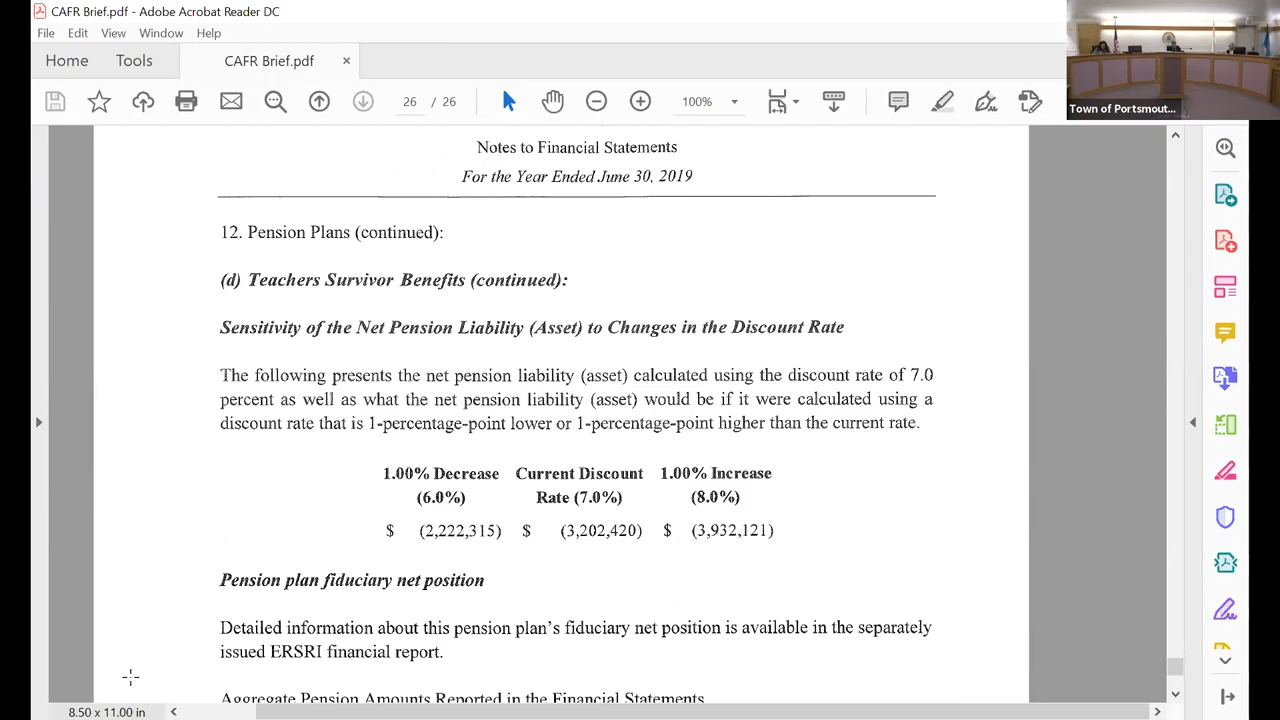 CAFR Brief.pdf - Adobe Acrobat Reader DC
File Edit View Window Help
Home Tools CAFR Brief.pdf ×
26 / 26 100%
Town of Portsmout...
Notes to Financial Statements
For the Year Ended June 30, 2019
12. Pension Plans (continued):
(d) Teachers Survivor Benefits (continued):
Sensitivity of the Net Pension Liability (Asset) to Changes in the Discount Rate
The following presents the net pension liability (asset) calculated using the discount rate of 7.0
percent as well as what the net pension liability (asset) would be if it were calculated using a
discount rate that is 1-percentage-point lower or 1-percentage-point higher than the current rate.
1.00% Decrease Current Discount 1.00% Increase
(6.0%) Rate (7.0%) (8.0%)
$ (2,222,315) $ (3,202,420) $ (3,932,121)
Pension plan fiduciary net position
Detailed information about this pension plan's fiduciary net position is available in the separately
issued ERSRI financial report.
Aggregate Pension Amounts Reported in the Financial Statements
8.50 x 11.00 in